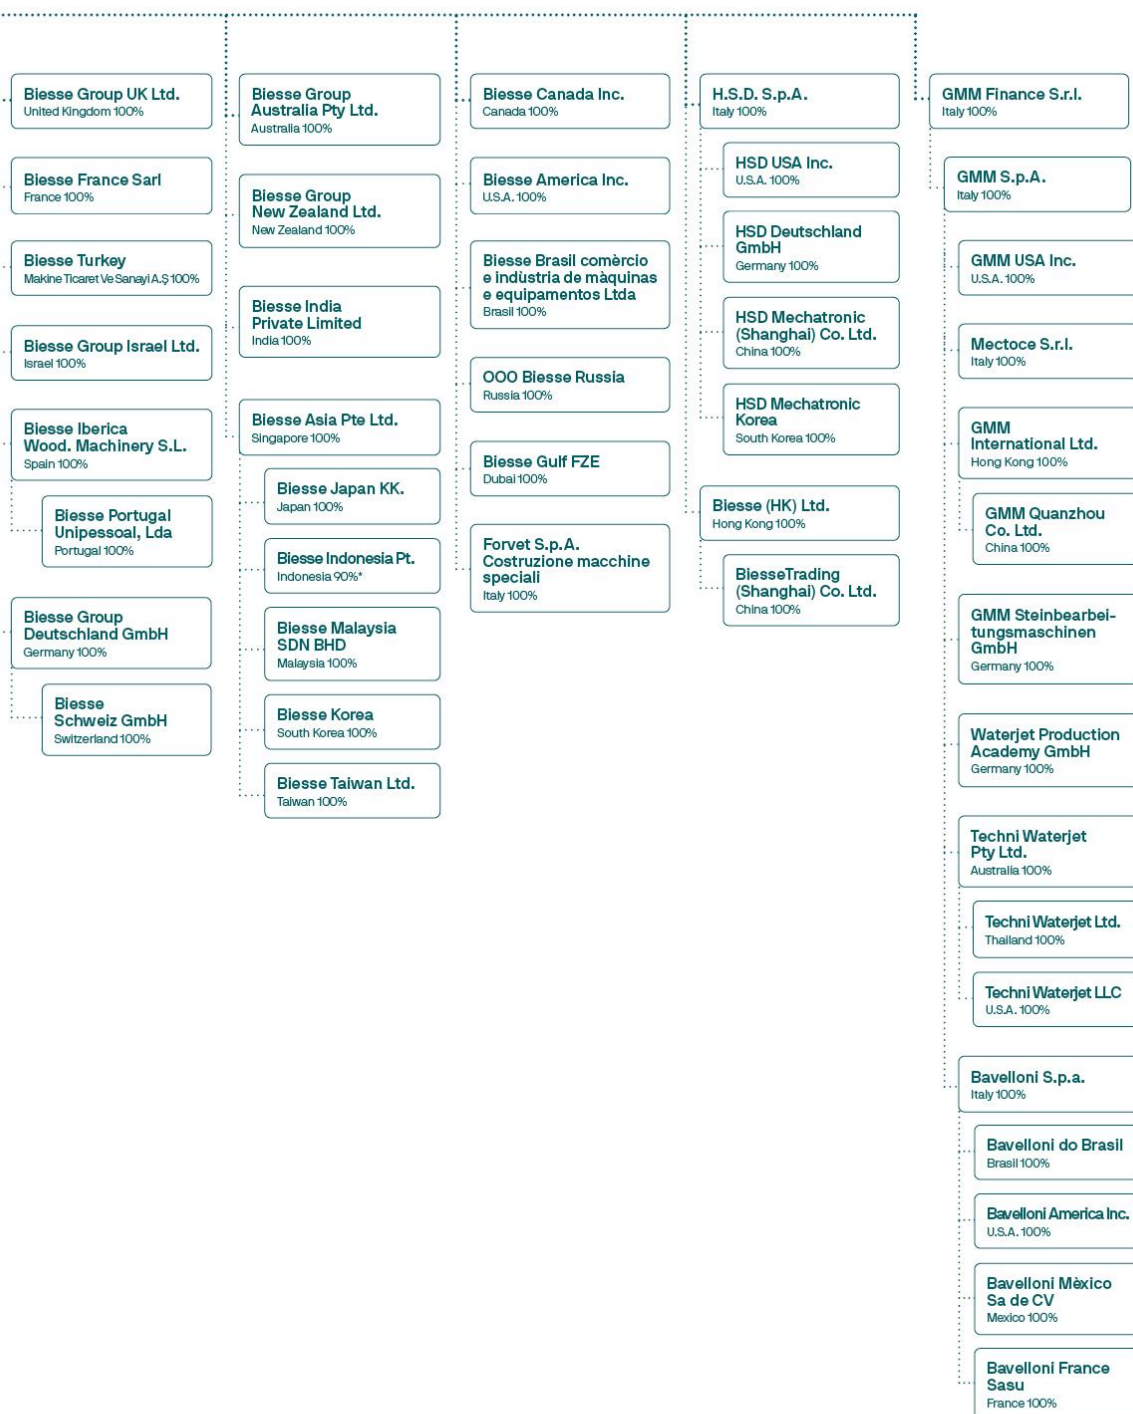 Biesse Group UK Ltd.
United Kingdom 100%
Biesse France Sarl
France 100%
Biesse Turkey
Makine Ticaret Ve Sanayi A.Ş 100%
Biesse Group Israel Ltd.
Israel 100%
Biesse Iberica
Wood. Machinery S.L.
Spain 100%
Biesse Portugal
Unipessoal, Lda
Portugal 100%
Biesse Group
Deutschland GmbH
Germany 100%
Biesse
Schweiz GmbH
Switzerland 100%
Biesse Group
Australia Pty Ltd.
Australia 100%
Biesse Group
New Zealand Ltd.
New Zealand 100%
Biesse India
Private Limited
India 100%
Biesse Asia Pte Ltd.
Singapore 100%
Biesse Japan KK.
Japan 100%
Biesse Indonesia Pt.
Indonesia 90%*
Biesse Malaysia
SDN BHD
Malaysia 100%
Biesse Korea
South Korea 100%
Biesse Taiwan Ltd.
Taiwan 100%
Biesse Canada Inc.
Canada 100%
Biesse America Inc.
U.S.A. 100%
Biesse Brasil comèrcio
e indùstria de màquinas
e equipamentos Ltda
Brasil 100%
OOO Biesse Russia
Russia 100%
Biesse Gulf FZE
Dubai 100%
Forvet S.p.A.
Costruzione macchine
speciali
Italy 100%
H.S.D. S.p.A.
Italy 100%
HSD USA Inc.
U.S.A. 100%
HSD Deutschland
GmbH
Germany 100%
HSD Mechatronic
(Shanghai) Co. Ltd.
China 100%
HSD Mechatronic
Korea
South Korea 100%
Biesse (HK) Ltd.
Hong Kong 100%
BiesseTrading
(Shanghai) Co. Ltd.
China 100%
GMM Finance S.r.l.
Italy 100%
GMM S.p.A.
Italy 100%
GMM USA Inc.
U.S.A. 100%
Mectoce S.r.l.
Italy 100%
GMM
International Ltd.
Hong Kong 100%
GMM Quanzhou
Co. Ltd.
China 100%
GMM Steinbearbei-
tungsmaschinen
GmbH
Germany 100%
Waterjet Production
Academy GmbH
Germany 100%
Techni Waterjet
Pty Ltd.
Australia 100%
Techni Waterjet Ltd.
Thailand 100%
Techni Waterjet LLC
U.S.A. 100%
Bavelloni S.p.a.
Italy 100%
Bavelloni do Brasil
Brasil 100%
Bavelloni America Inc.
U.S.A. 100%
Bavelloni Mèxico
Sa de CV
Mexico 100%
Bavelloni France
Sasu
France 100%